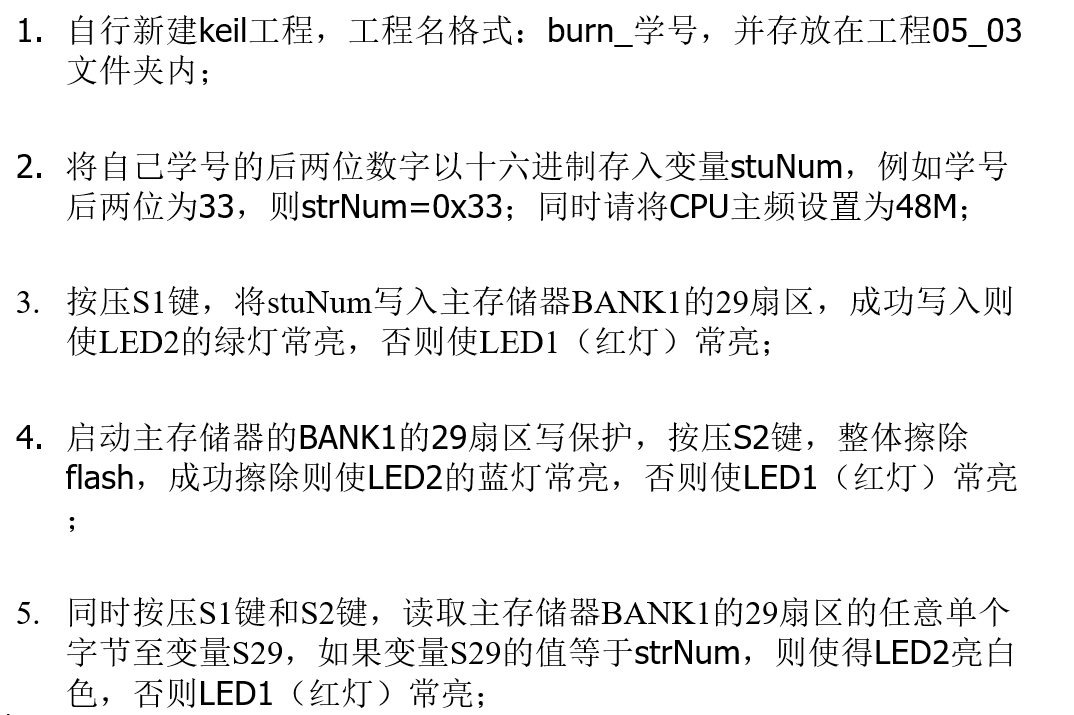 1. 自行新建keil工程，工程名格式：burn_学号，并存放在工程05_03
文件夹内；
2. 将自己学号的后两位数字以十六进制存入变量stuNum，例如学号
后两位为33，则strNum=0x33；同时请将CPU主频设置为48M；
3. 按压S1键，将stuNum写入主存储器BANK1的29扇区，成功写入则
使LED2的绿灯常亮，否则使LED1（红灯）常亮；
4. 启动主存储器的BANK1的29扇区写保护，按压S2键，整体擦除
flash，成功擦除则使LED2的蓝灯常亮，否则使LED1（红灯）常亮
；
5. 同时按压S1键和S2键，读取主存储器BANK1的29扇区的任意单个
字节至变量S29，如果变量S29的值等于strNum，则使得LED2亮白
色，否则LED1（红灯）常亮；